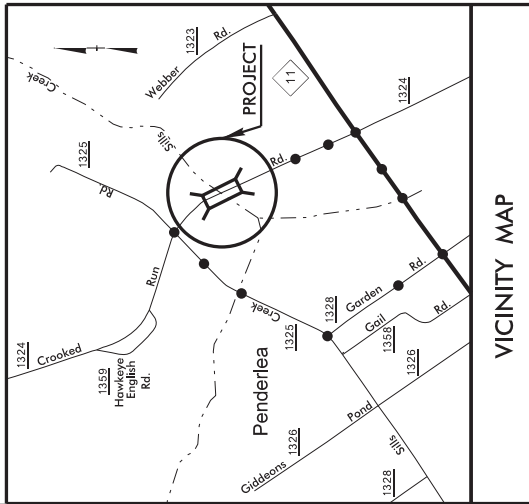 Creek
1323
Webber Rd.
PROJECT
11
Sills
1325
Rd.
Rd.
1324
Run
1324
Crooked
1359
Hawkeye
English
Rd.
Creek
1325
1328
Garden Rd.
Gail Rd.
1358
1326
Penderlea
1326
Giddeons Pond
Sills
1328
VICINITY MAP